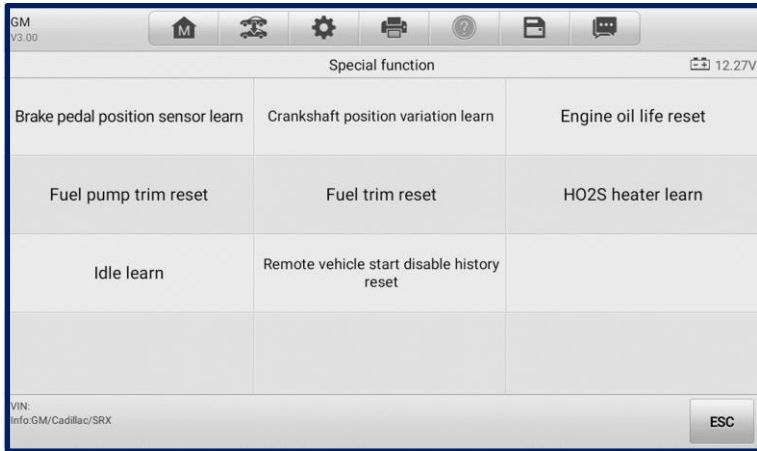 GM
V3.00
M
Special function
12.27V
Brake pedal position sensor learn
Crankshaft position variation learn
Engine oil life reset
Fuel pump trim reset
Fuel trim reset
HO2S heater learn
Idle learn
Remote vehicle start disable history
reset
VIN:
Info:GM/Cadillac/SRX
ESC